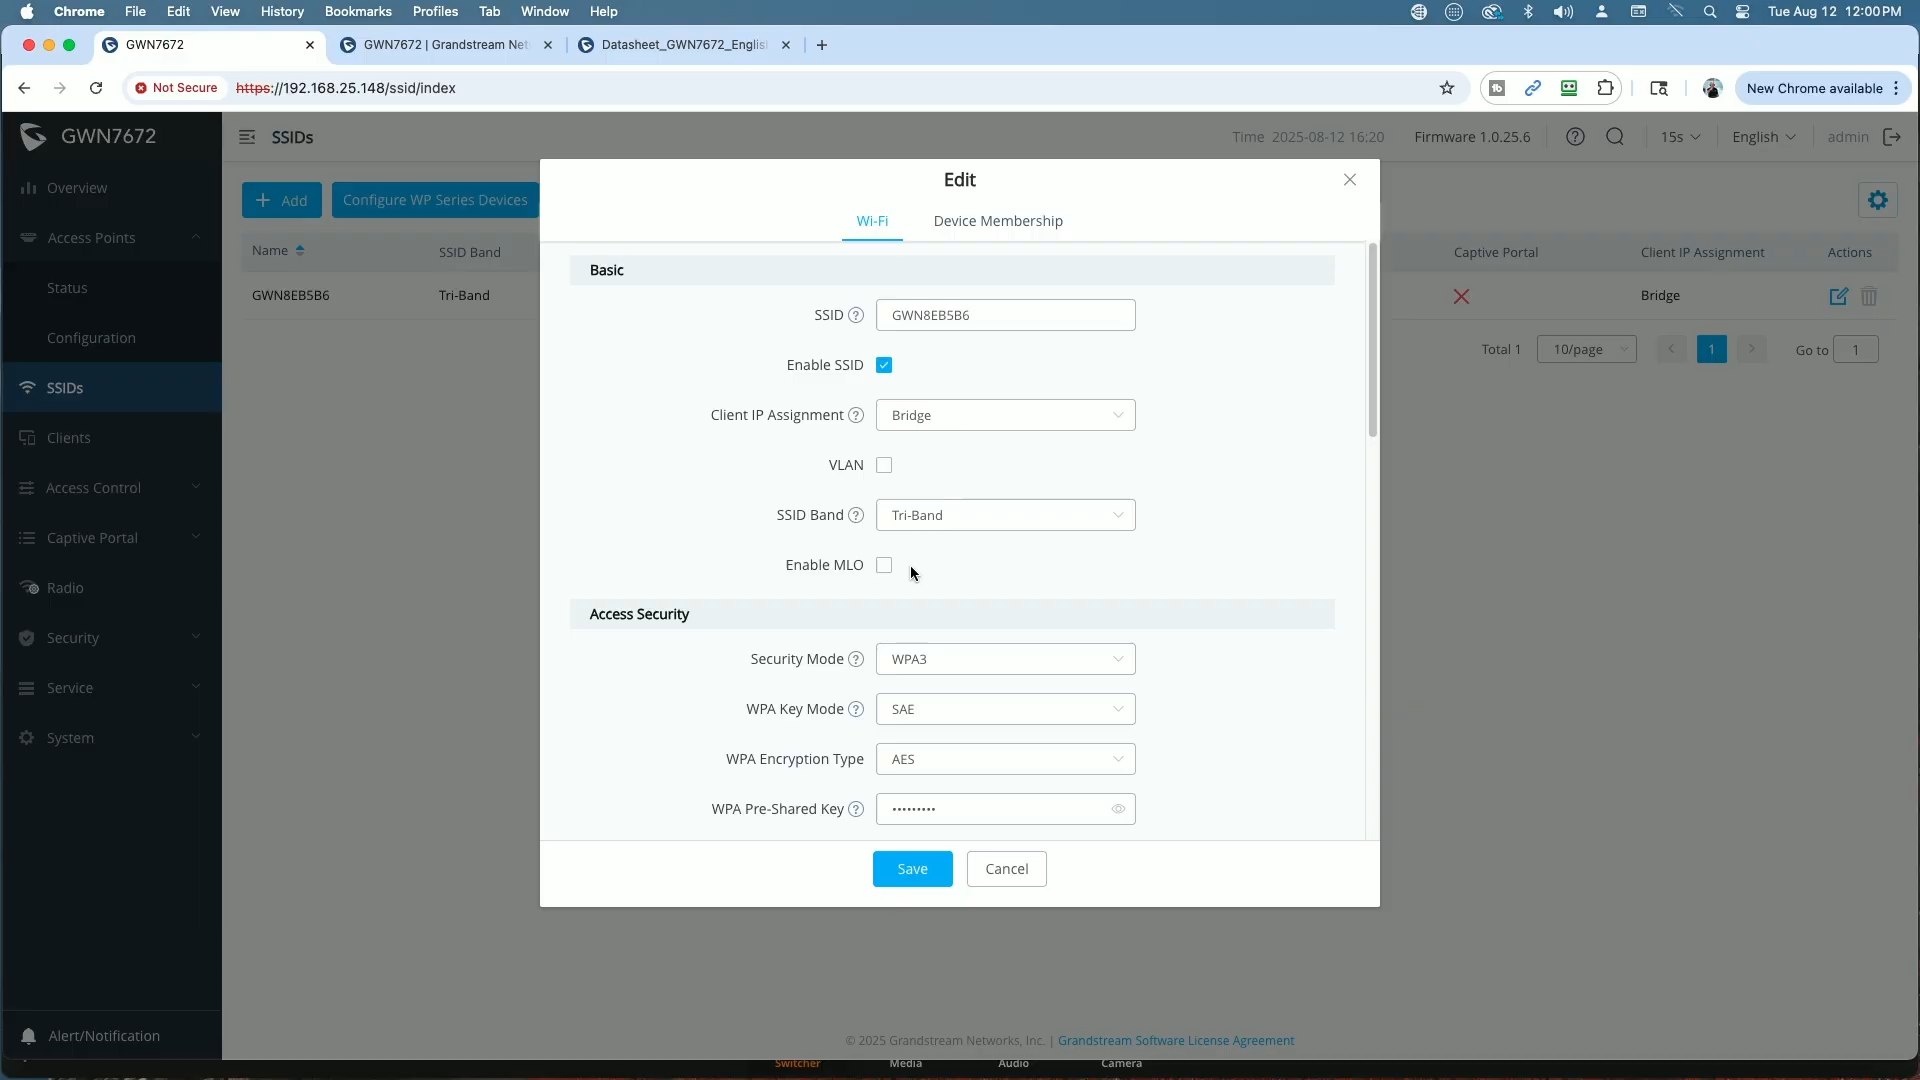 Chrome File Edit View History Bookmarks Profiles Tab Window Help Tue Aug 12 12:00 PM
GWN7672 GWN7672 | Grandstream Net Datasheet_GWN7672_Englis
Not Secure https://192.168.25.148/ssid/index New Chrome available
GWN7672 SSIDs Time 2025-08-12 16:20 Firmware 1.0.25.6 15s English admin
Edit
Overview + Add Configure WP Series Devices
Wi-Fi Device Membership
Access Points Name SSID Band Captive Portal Client IP Assignment Actions
Basic
Status GWN8EB5B6 Tri-Band Bridge
SSID GWN8EB5B6
Configuration Total 1 10/page 1 Go to 1
Enable SSID
SSIDs
Client IP Assignment Bridge
Clients
VLAN
Access Control
SSID Band Tri-Band
Captive Portal
Enable MLO
Radio
Access Security
Security
Security Mode WPA3
Service
WPA Key Mode SAE
System
WPA Encryption Type AES
WPA Pre-Shared Key •••••••••
Save Cancel
Alert/Notification
© 2025 Grandstream Networks, Inc. | Grandstream Software License Agreement
Switcher Media Audio Camera